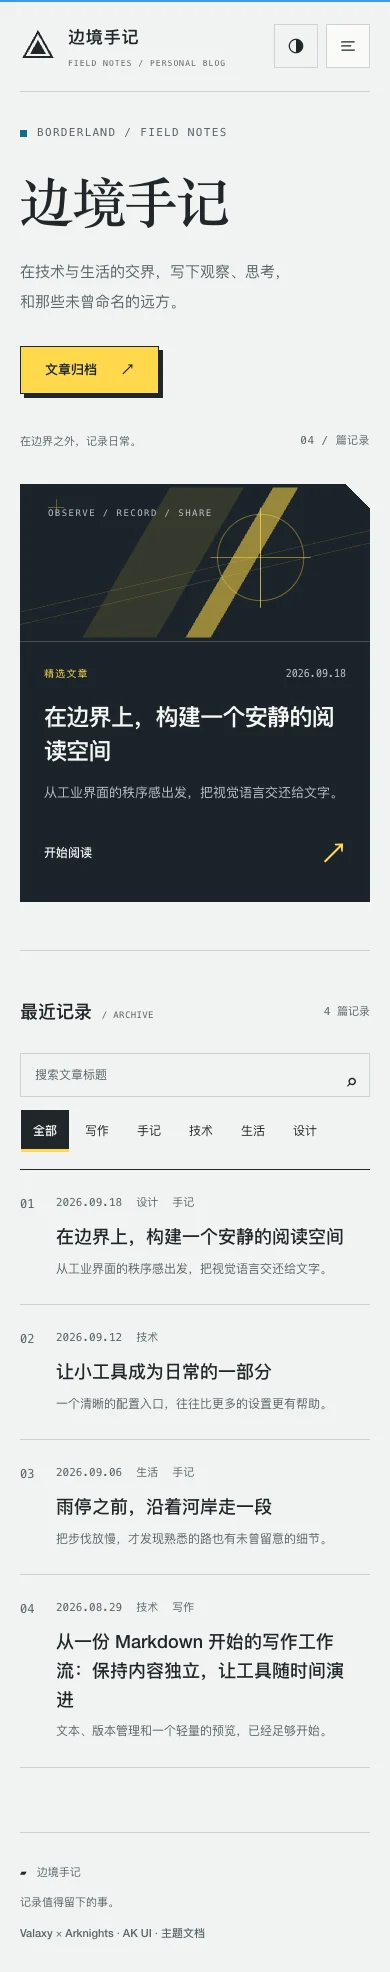 边境手记
FIELD NOTES / PERSONAL BLOG
BORDERLAND / FIELD NOTES
边境手记
在技术与生活的交界，写下观察、思考，
和那些未曾命名的远方。
文章归档 ↗
在边界之外，记录日常。
04 / 篇记录
OBSERVE / RECORD / SHARE
精选文章
2026.09.18
在边界上，构建一个安静的阅
读空间
从工业界面的秩序感出发，把视觉语言交还给文字。
开始阅读
最近记录 / ARCHIVE
4 篇记录
搜索文章标题
全部 写作 手记 技术 生活 设计
01 2026.09.18 设计 手记
在边界上，构建一个安静的阅读空间
从工业界面的秩序感出发，把视觉语言交还给文字。
02 2026.09.12 技术
让小工具成为日常的一部分
一个清晰的配置入口，往往比更多的设置更有帮助。
03 2026.09.06 生活 手记
雨停之前，沿着河岸走一段
把步伐放慢，才发现熟悉的路也有未曾留意的细节。
04 2026.08.29 技术 写作
从一份 Markdown 开始的写作工作
流：保持内容独立，让工具随时间演
进
文本、版本管理和一个轻量的预览，已经足够开始。
边境手记
记录值得留下的事。
Valaxy × Arknights · AK UI · 主题文档